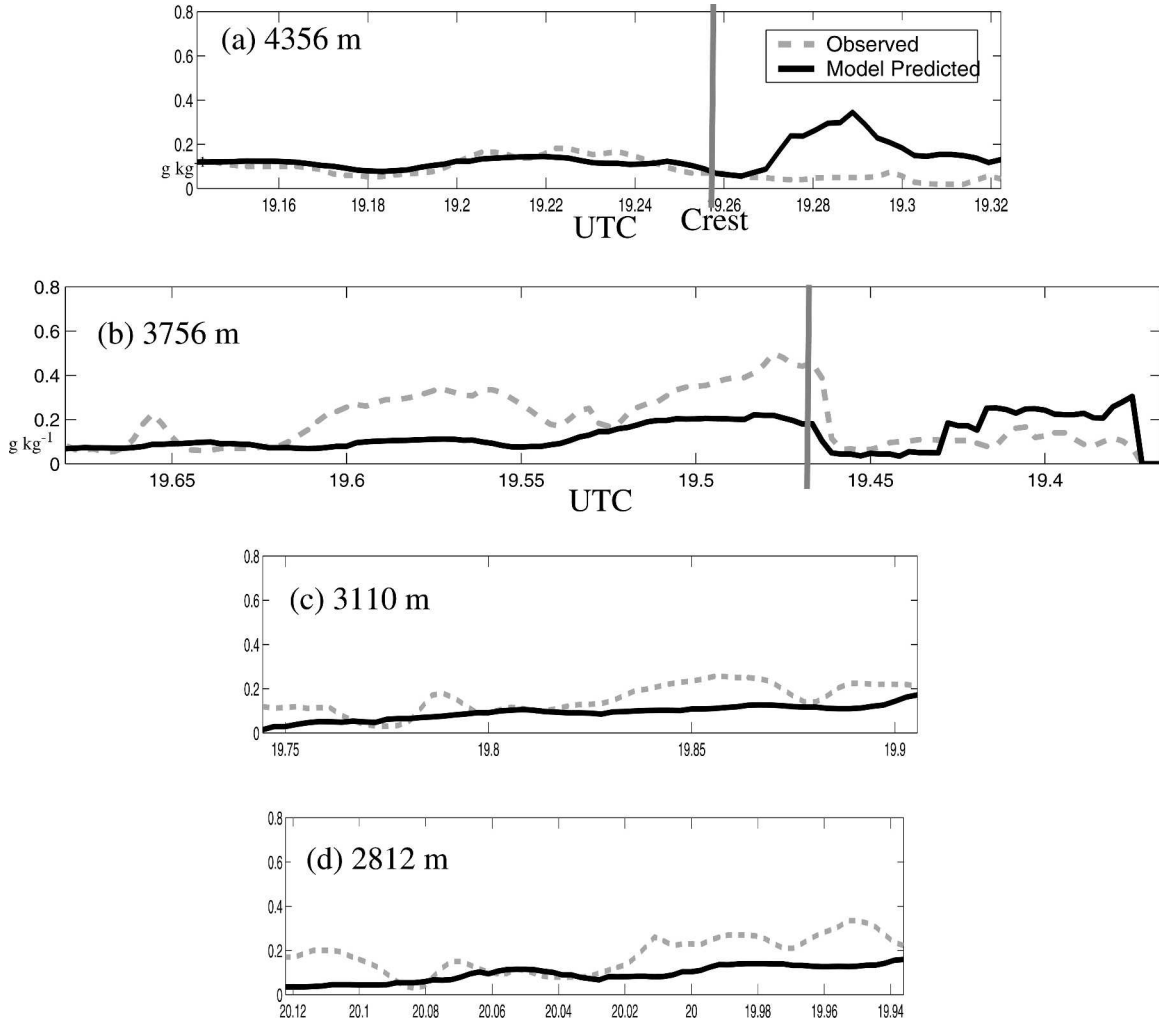 0.8
(a) 4356 m
Observed
Model Predicted
0.6
0.4
0.2
g kg
0
19.16 19.18 19.2 19.22 19.24 19.26 19.28 19.3 19.32
UTC Crest
0.8
(b) 3756 m
0.6
0.4
0.2
g kg-1
0
19.65 19.6 19.55 19.5 19.45 19.4
UTC
0.8
(c) 3110 m
0.6
0.4
0.2
0
19.75 19.8 19.85 19.9
0.8
(d) 2812 m
0.6
0.4
0.2
0
20.12 20.1 20.08 20.06 20.04 20.02 20 19.98 19.96 19.94